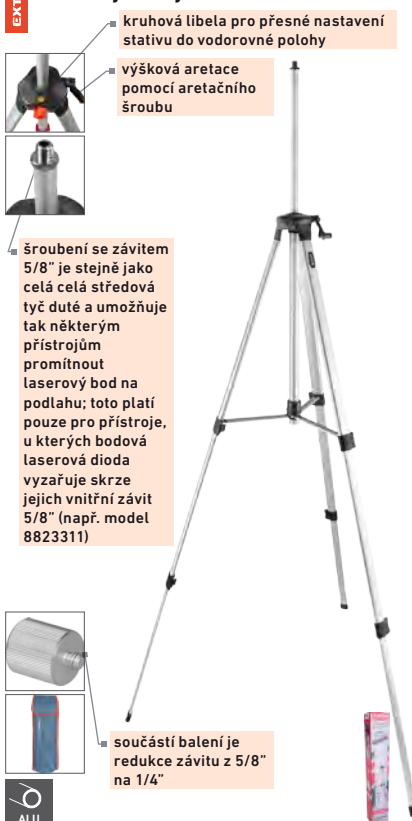 EXT
kruhová libela pro přesné nastavení
stativu do vodorovné polohy
výšková aretace
pomocí aretačního
šroubu
šroubení se závitem
5/8” je stejně jako
celá celá středová
tyč duté a umožňuje
tak některým
přístrojům
promítnout
laserový bod na
podlahu; toto platí
pouze pro přístroje,
u kterých bodová
laserová dioda
vyzařuje skrze
jejich vnitřní závit
5/8” (např. model
8823311)
součástí balení je
redukce závitu z 5/8”
na 1/4”